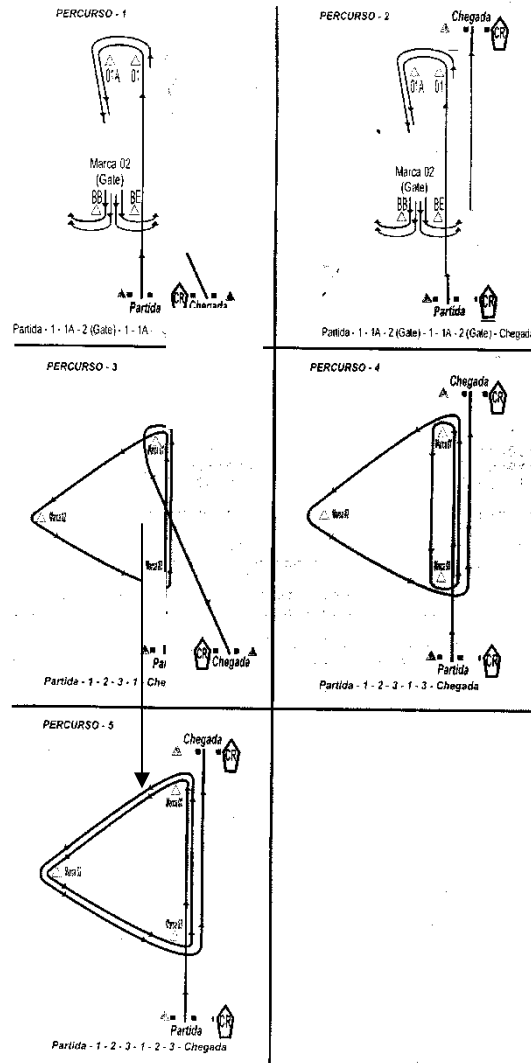 PERCURSO - 1
01A 01
Marca 02
(Gate)
BB BE
CR
Partida Chegada
Partida - 1 - 1A - 2 (Gate) - 1 - 1A -
PERCURSO - 2
Chegada
CR
01A 01
Marca 02
(Gate)
BB BE
CR
Partida
Partida - 1 - 1A - 2 (Gate) - 1 - 1A - 2 (Gate) - Chegada
PERCURSO - 3
CR
Chegada
Partida - 1 - 2 - 3 - 1 - Che
PERCURSO - 4
Chegada
CR
CR
Partida
Partida - 1 - 2 - 3 - 1 - 3 - Chegada
PERCURSO - 5
Chegada
CR
CR
Partida
Partida - 1 - 2 - 3 - 1 - 2 - 3 - Chegada